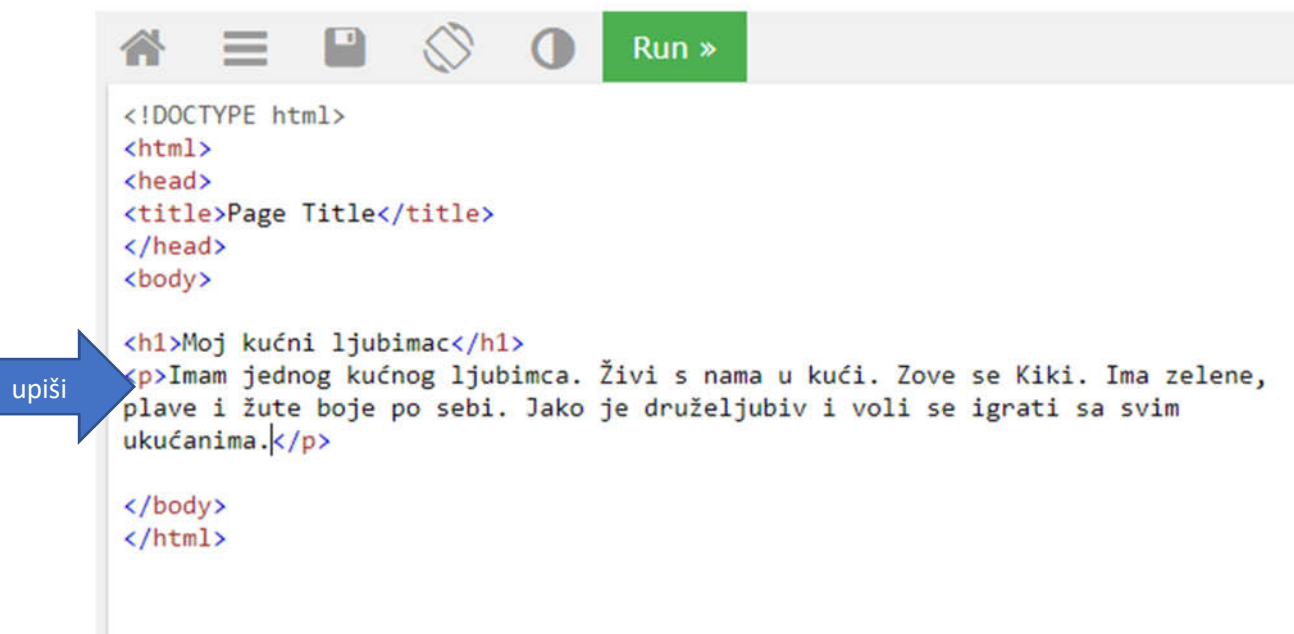 Run »
<!DOCTYPE html>
<html>
<head>
<title>Page Title</title>
</head>
<body>
<h1>Moj kućni ljubimac</h1>
upiši
<p>Imam jednog kućnog ljubimca. Živi s nama u kući. Zove se Kiki. Ima zelene,
plave i žute boje po sebi. Jako je druželjubiv i voli se igrati sa svim
ukućanima.</p>
</body>
</html>